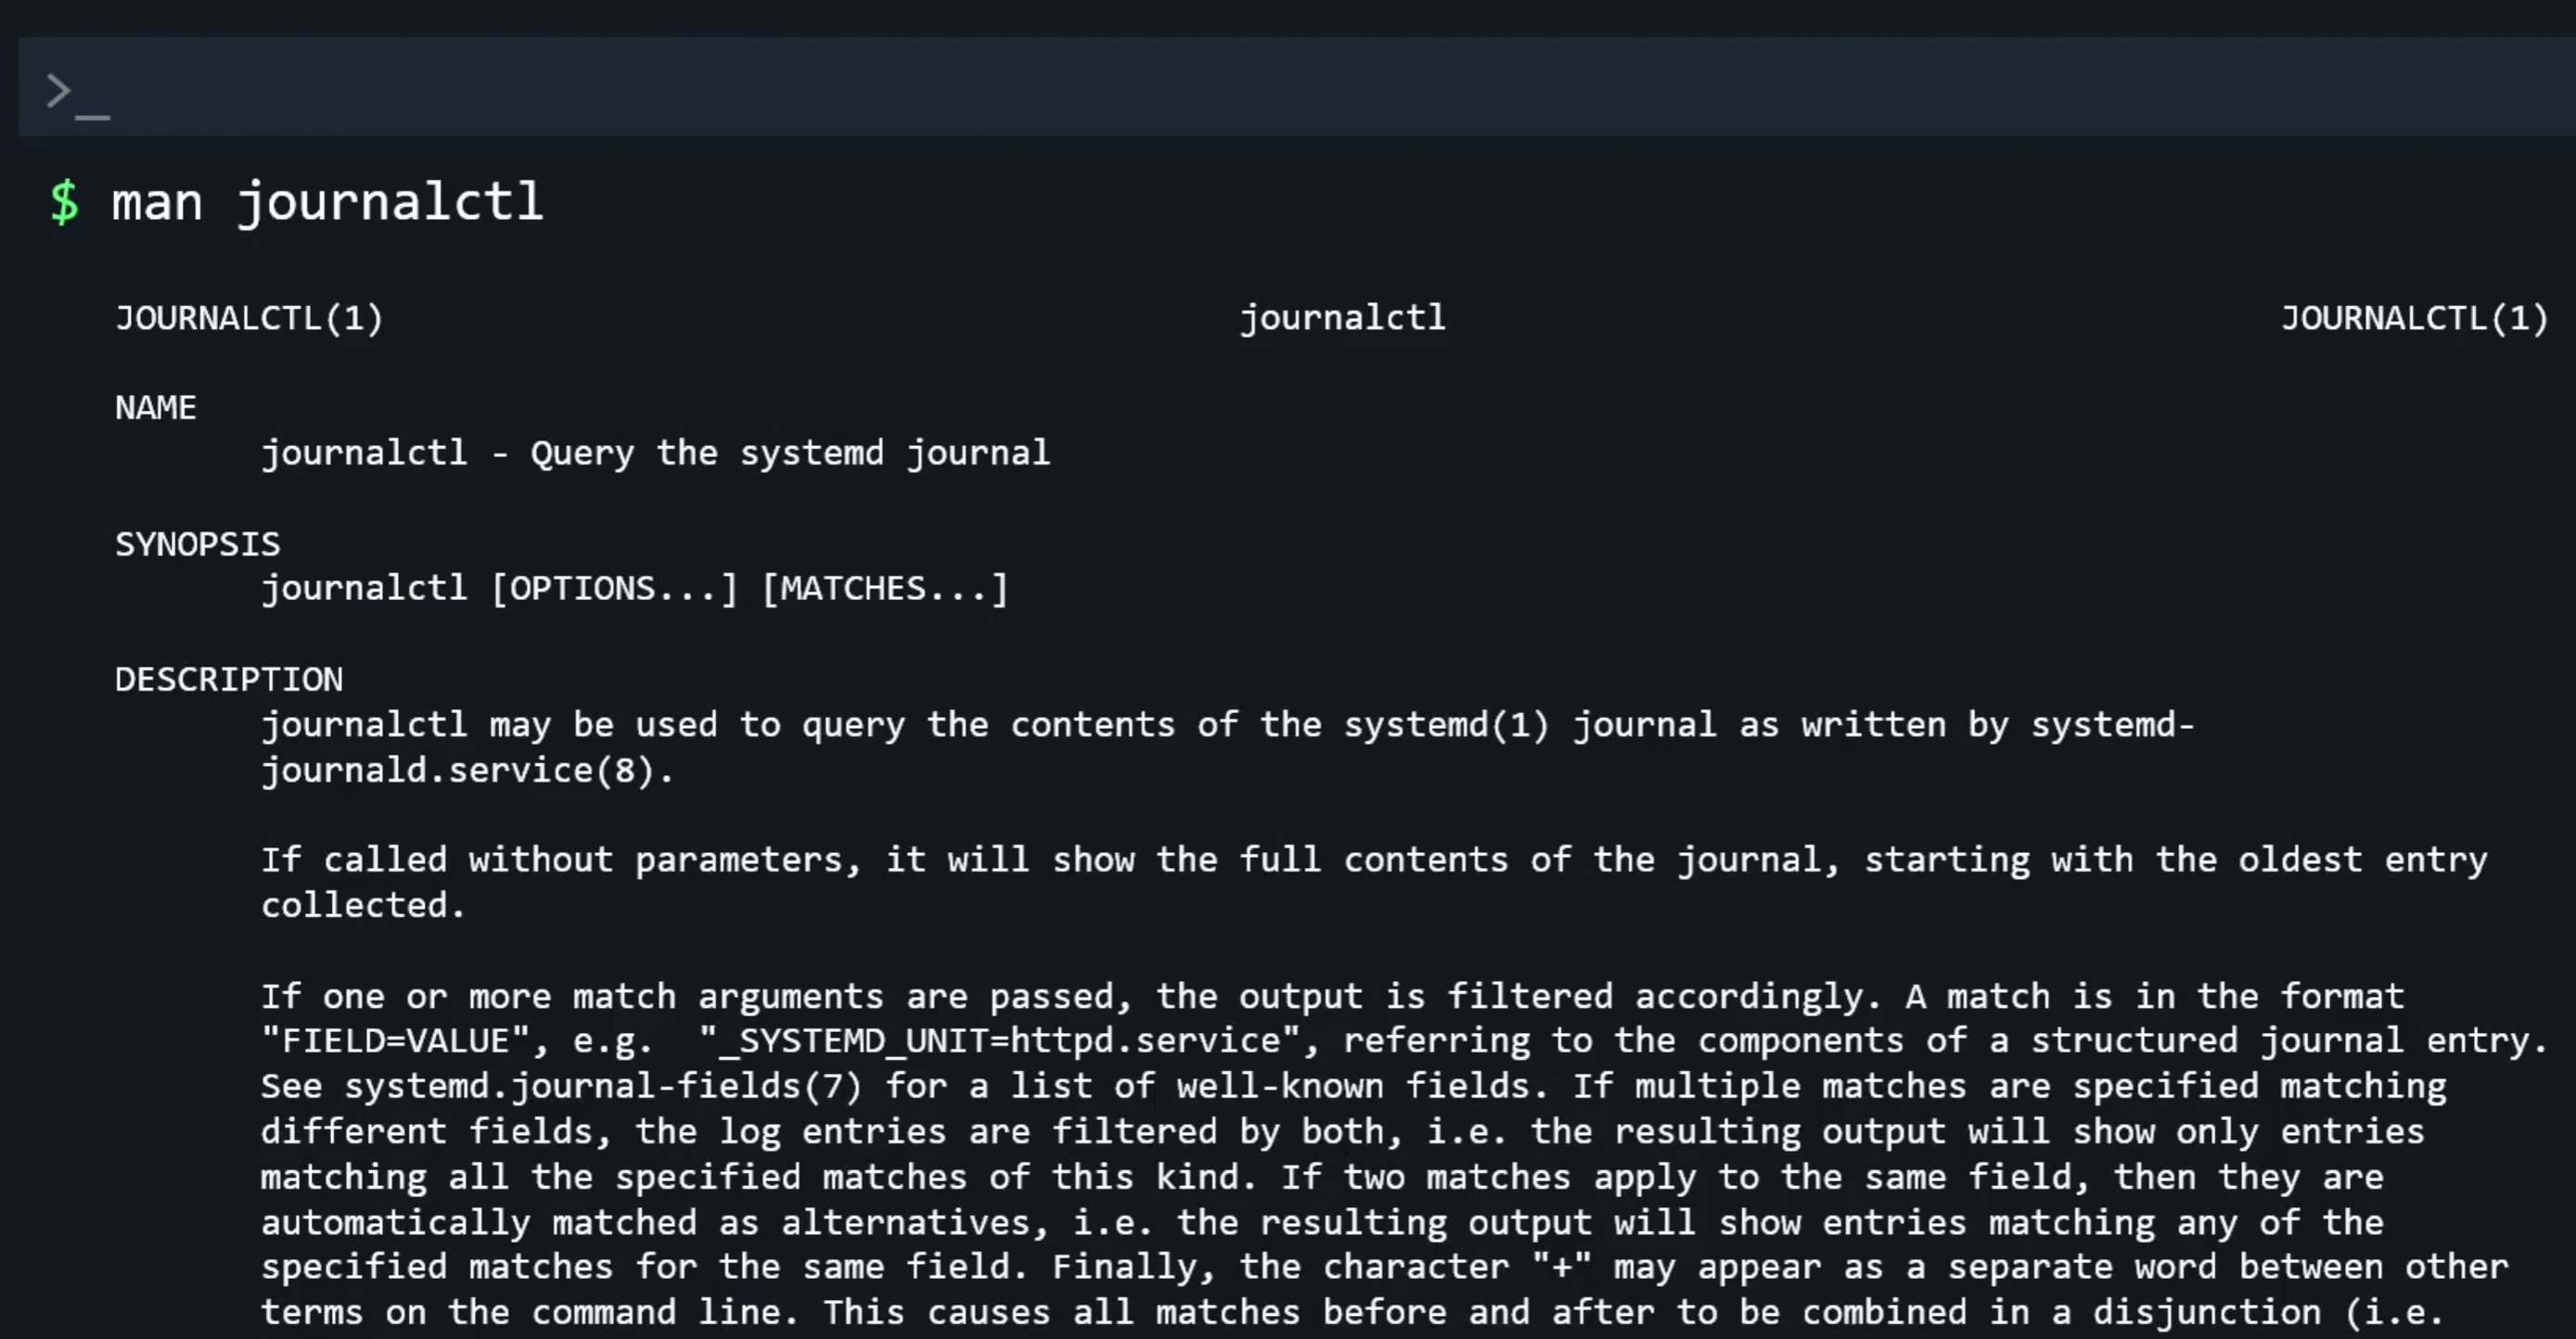 >_
$ man journalctl
JOURNALCTL(1) journalctl JOURNALCTL(1)
NAME
journalctl - Query the systemd journal
SYNOPSIS
journalctl [OPTIONS...] [MATCHES...]
DESCRIPTION
journalctl may be used to query the contents of the systemd(1) journal as written by systemd-
journald.service(8).
If called without parameters, it will show the full contents of the journal, starting with the oldest entry
collected.
If one or more match arguments are passed, the output is filtered accordingly. A match is in the format
"FIELD=VALUE", e.g.  "_SYSTEMD_UNIT=httpd.service", referring to the components of a structured journal entry.
See systemd.journal-fields(7) for a list of well-known fields. If multiple matches are specified matching
different fields, the log entries are filtered by both, i.e. the resulting output will show only entries
matching all the specified matches of this kind. If two matches apply to the same field, then they are
automatically matched as alternatives, i.e. the resulting output will show entries matching any of the
specified matches for the same field. Finally, the character "+" may appear as a separate word between other
terms on the command line. This causes all matches before and after to be combined in a disjunction (i.e.